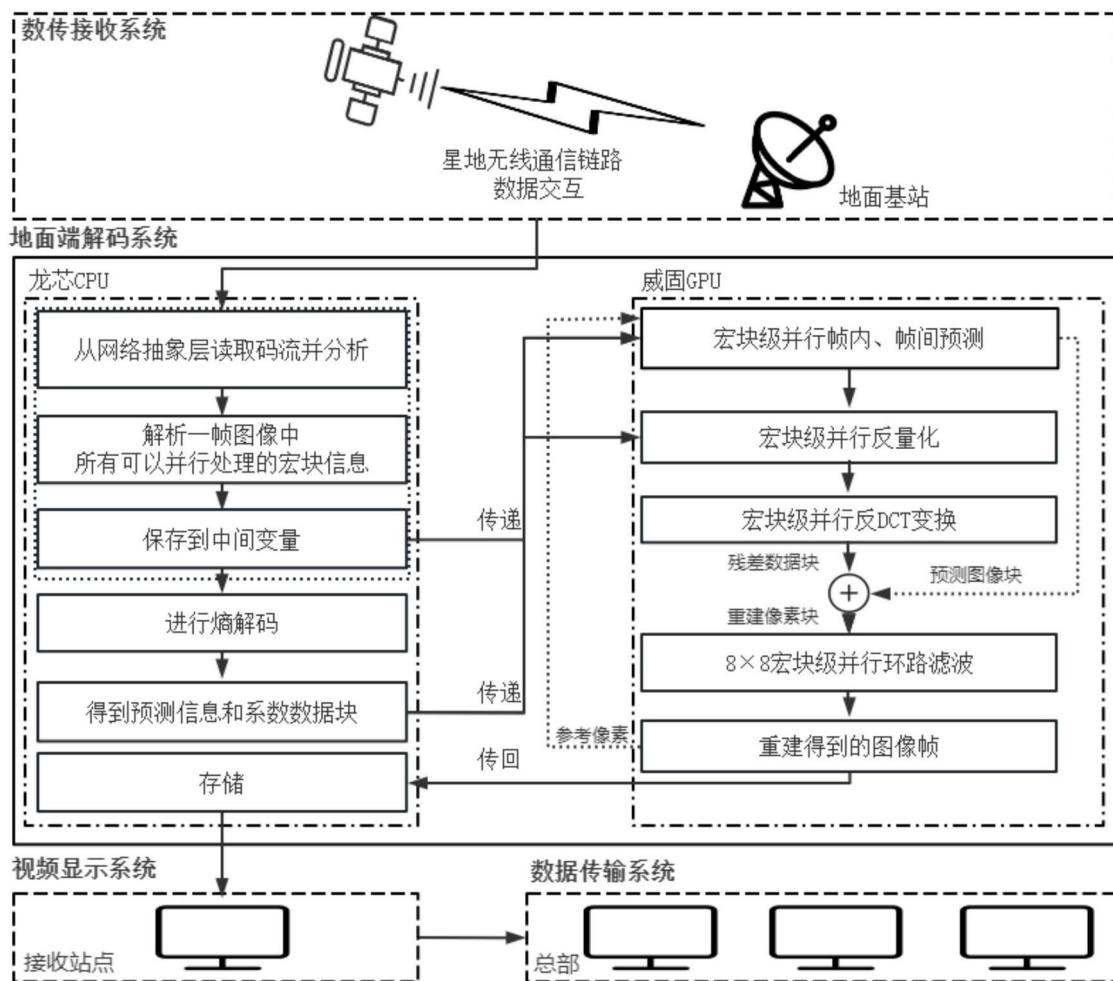 数传接收系统
星地无线通信链路
数据交互
地面基站
地面端解码系统
龙芯CPU
从网络抽象层读取码流并分析
解析一帧图像中
所有可以并行处理的宏块信息
保存到中间变量
进行熵解码
得到预测信息和系数数据块
存储
传递
传递
传回
威固GPU
宏块级并行帧内、帧间预测
宏块级并行反量化
宏块级并行反DCT变换
残差数据块
预测图像块
+
重建像素块
8×8宏块级并行环路滤波
参考像素
重建得到的图像帧
视频显示系统
接收站点
数据传输系统
总部